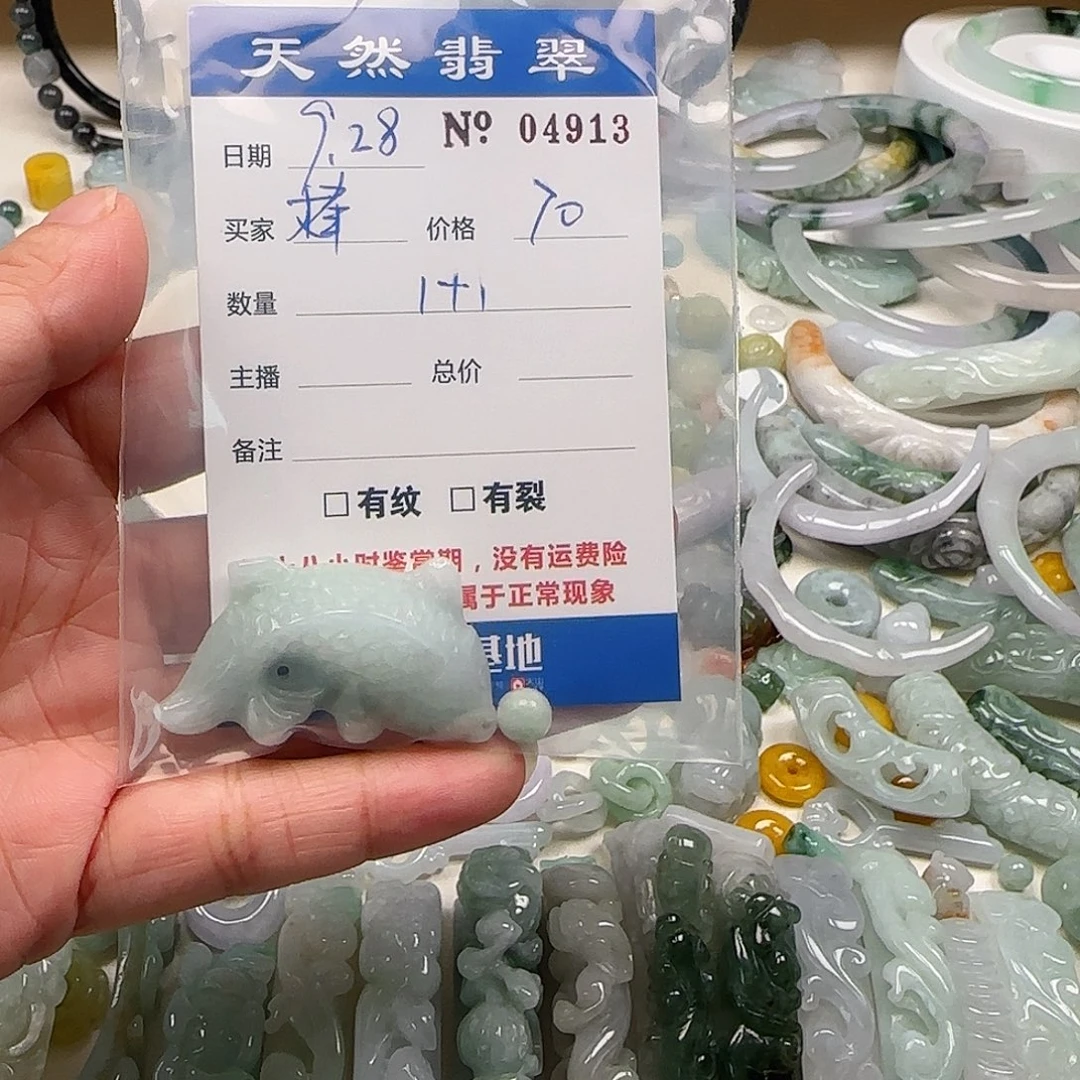 天然翡翠
日期 9.28 Nº 04913
买家 棒 价格 70
数量 1+1
主播 总价
备注
□有纹 □有裂
小时鉴赏期，没有运费险
属于正常现象
基地